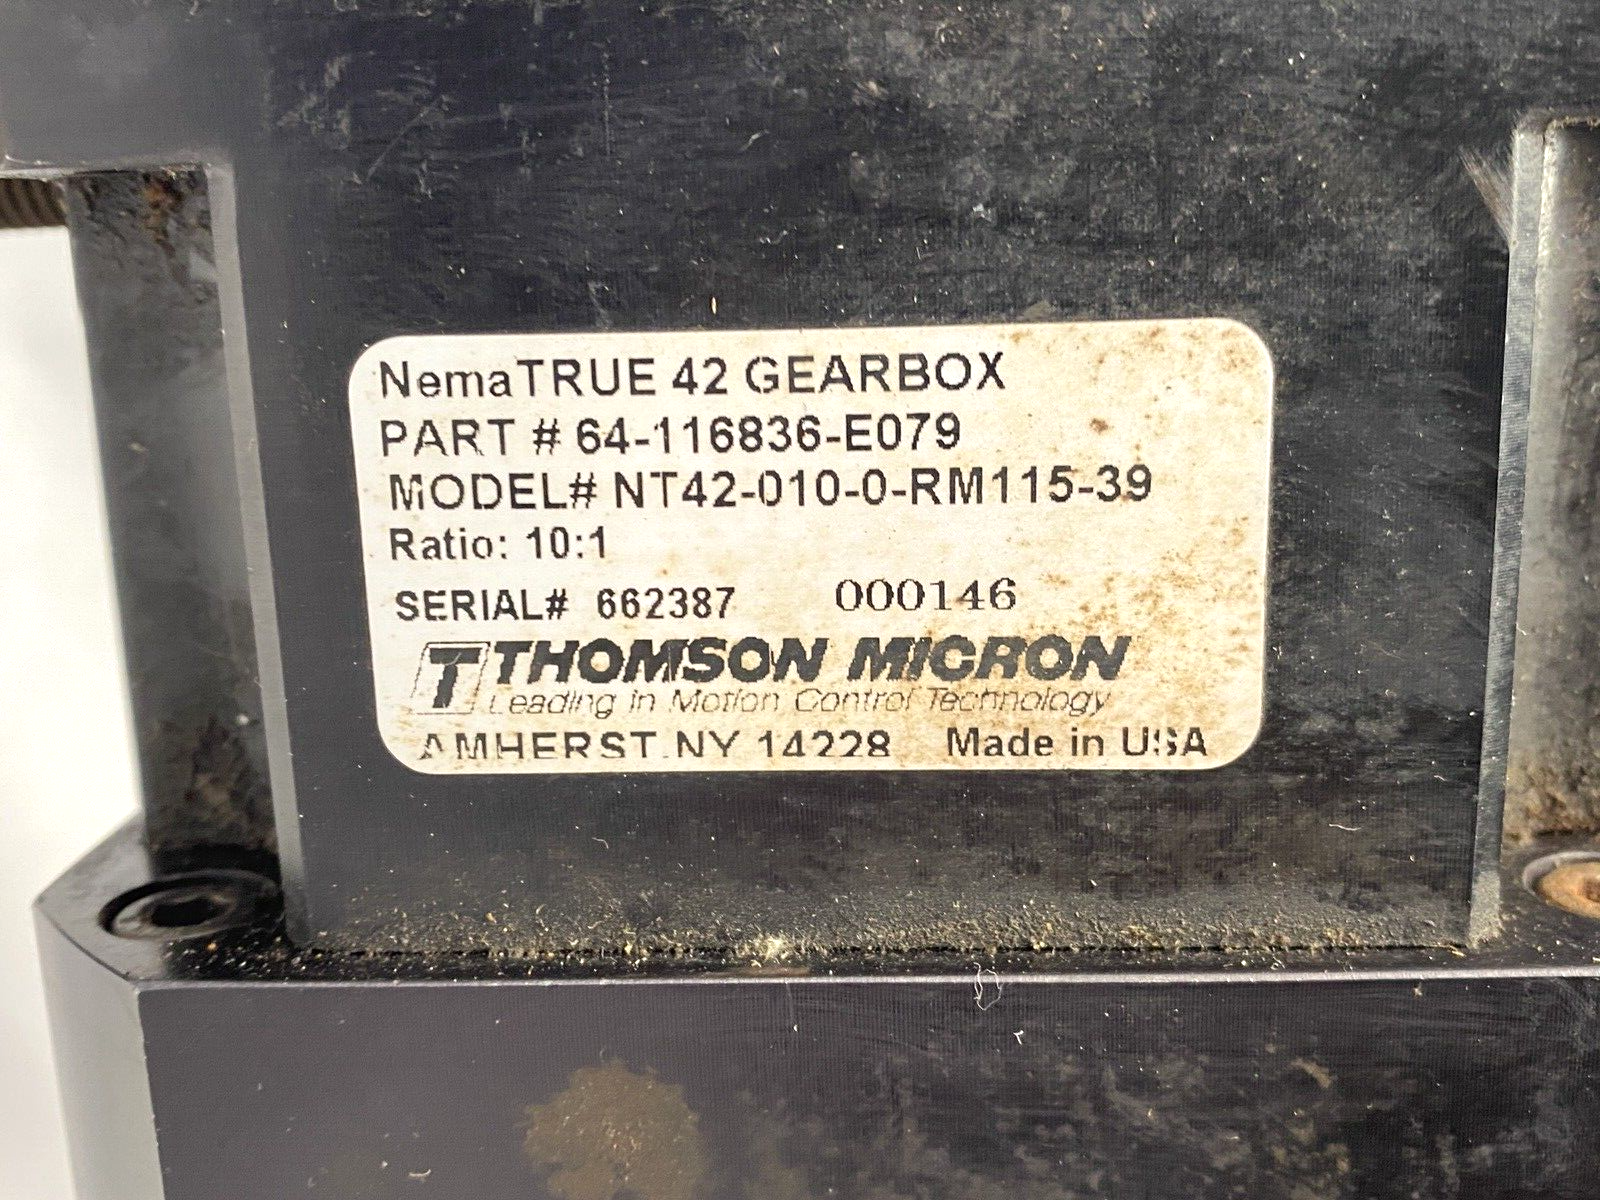 NemaTRUE 42 GEARBOX
PART # 64-116836-E079
MODEL# NT42-010-0-RM115-39
Ratio: 10:1
SERIAL# 662387 000146
T THOMSON MICRON
Leading in Motion Control Technology
AMHERST, NY 14228 Made in USA